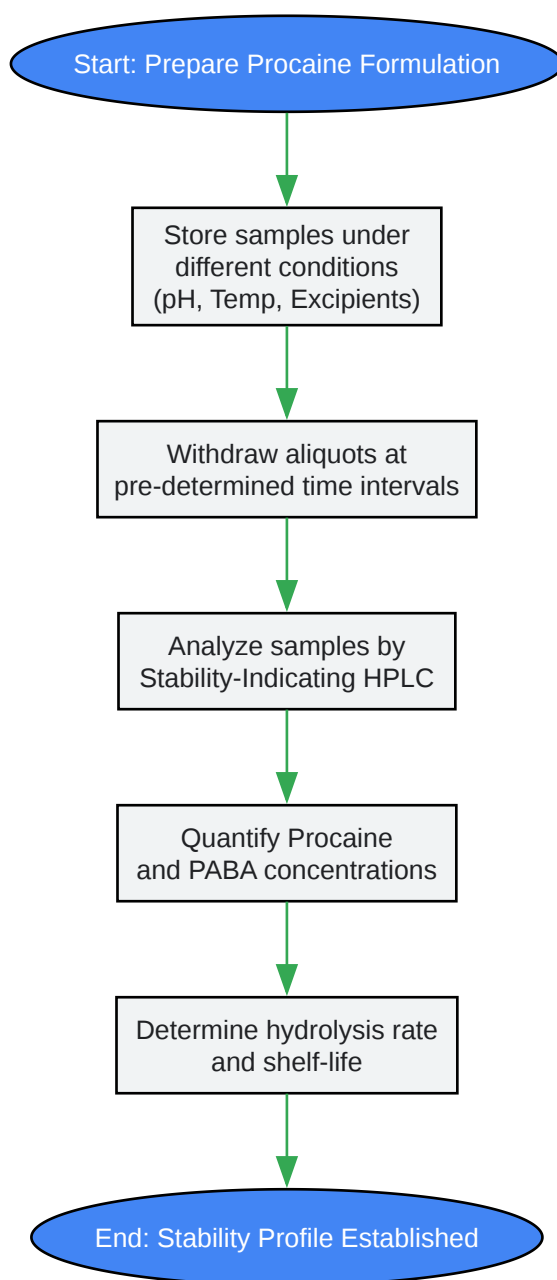 Start: Prepare Procaine Formulation
Store samples under
different conditions
(pH, Temp, Excipients)
Withdraw aliquots at
pre-determined time intervals
Analyze samples by
Stability-Indicating HPLC
Quantify Procaine
and PABA concentrations
Determine hydrolysis rate
and shelf-life
End: Stability Profile Established